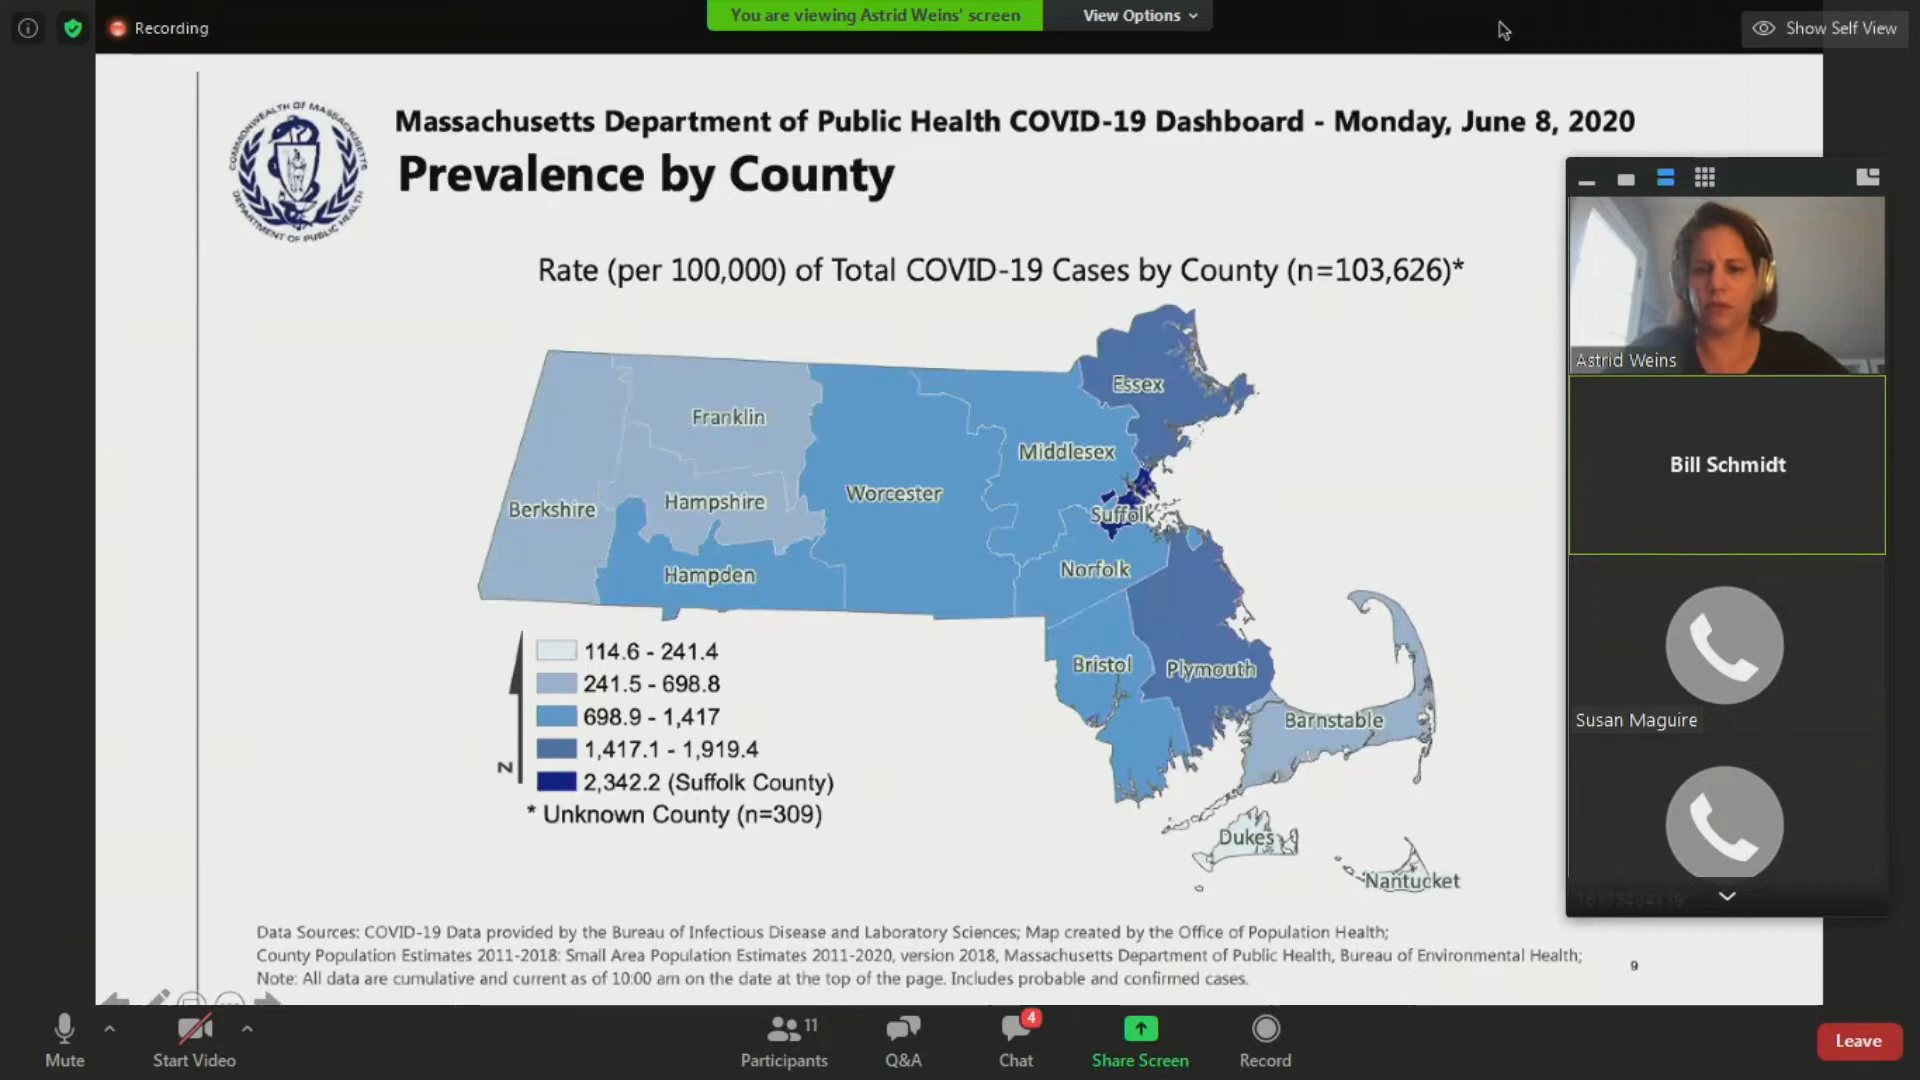 Recording
You are viewing Astrid Weins' screen
View Options
Show Self View
COMMONWEALTH OF MASSACHUSETTS
DEPARTMENT OF PUBLIC HEALTH
Massachusetts Department of Public Health COVID-19 Dashboard - Monday, June 8, 2020
Prevalence by County
Rate (per 100,000) of Total COVID-19 Cases by County (n=103,626)*
Essex
Franklin
Middlesex
Worcester
Hampshire
Berkshire
Suffolk
Norfolk
Hampden
Bristol
Plymouth
Barnstable
Dukes
Nantucket
114.6 - 241.4
241.5 - 698.8
698.9 - 1,417
1,417.1 - 1,919.4
2,342.2 (Suffolk County)
N
* Unknown County (n=309)
Data Sources: COVID-19 Data provided by the Bureau of Infectious Disease and Laboratory Sciences; Map created by the Office of Population Health;
County Population Estimates 2011-2018: Small Area Population Estimates 2011-2020, version 2018, Massachusetts Department of Public Health, Bureau of Environmental Health;
Note: All data are cumulative and current as of 10:00 am on the date at the top of the page. Includes probable and confirmed cases.
9
Astrid Weins
Bill Schmidt
Susan Maguire
Mute
Start Video
11
Participants
Q&A
4
Chat
Share Screen
Record
Leave